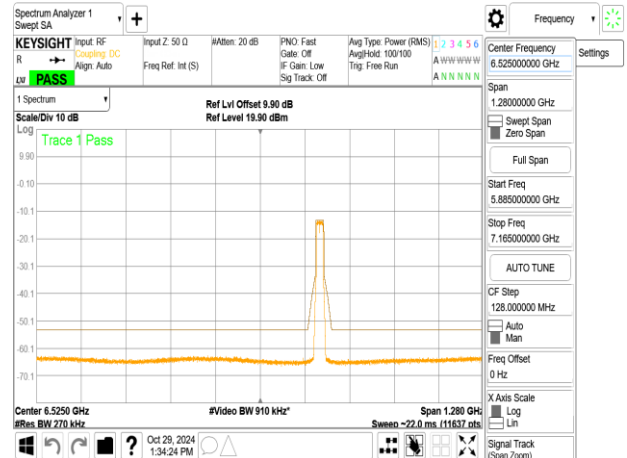 Spectrum Analyzer 1
Swept SA
Frequency
KEYSIGHT
Input: RF
Coupling: DC
Align: Auto
Input Z: 50 Ω
Freq Ref: Int (S)
#Atten: 20 dB
PNO: Fast
Gate: Off
IF Gain: Low
Sig Track: Off
Avg Type: Power (RMS)
Avg|Hold: 100/100
Trig: Free Run
1 2 3 4 5 6
A W W W W W
A N N N N N
R
LXI
PASS
Center Frequency
6.525000000 GHz
Settings
Span
1.28000000 GHz
Swept Span
Zero Span
Full Span
Start Freq
5.885000000 GHz
Stop Freq
7.165000000 GHz
AUTO TUNE
CF Step
128.000000 MHz
Auto
Man
Freq Offset
0 Hz
X Axis Scale
Log
Lin
Signal Track
(Span Zoom)
1 Spectrum
Scale/Div 10 dB
Ref Lvl Offset 9.90 dB
Ref Level 19.90 dBm
Log
Trace 1 Pass
9.90
-0.10
-10.1
-20.1
-30.1
-40.1
-50.1
-60.1
-70.1
Center 6.5250 GHz
#Video BW 910 kHz*
Span 1.280 GHz
#Res BW 270 kHz
Sweep ~22.0 ms (11637 pts
?
Oct 29, 2024
1:34:24 PM